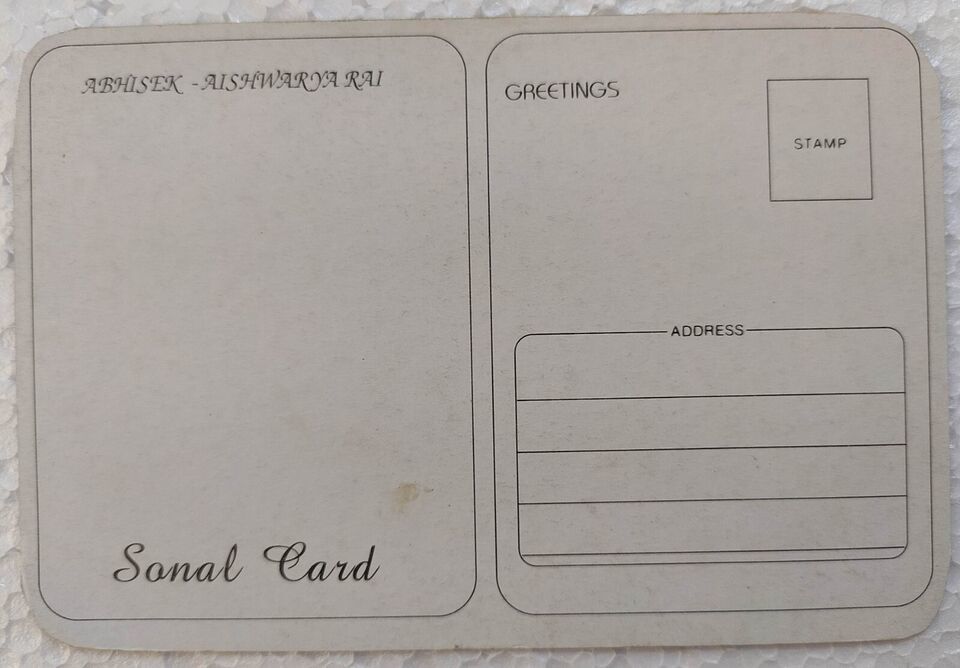 ABHISEK - AISHWARYA RAI
Sonal Card
GREETINGS
STAMP
ADDRESS